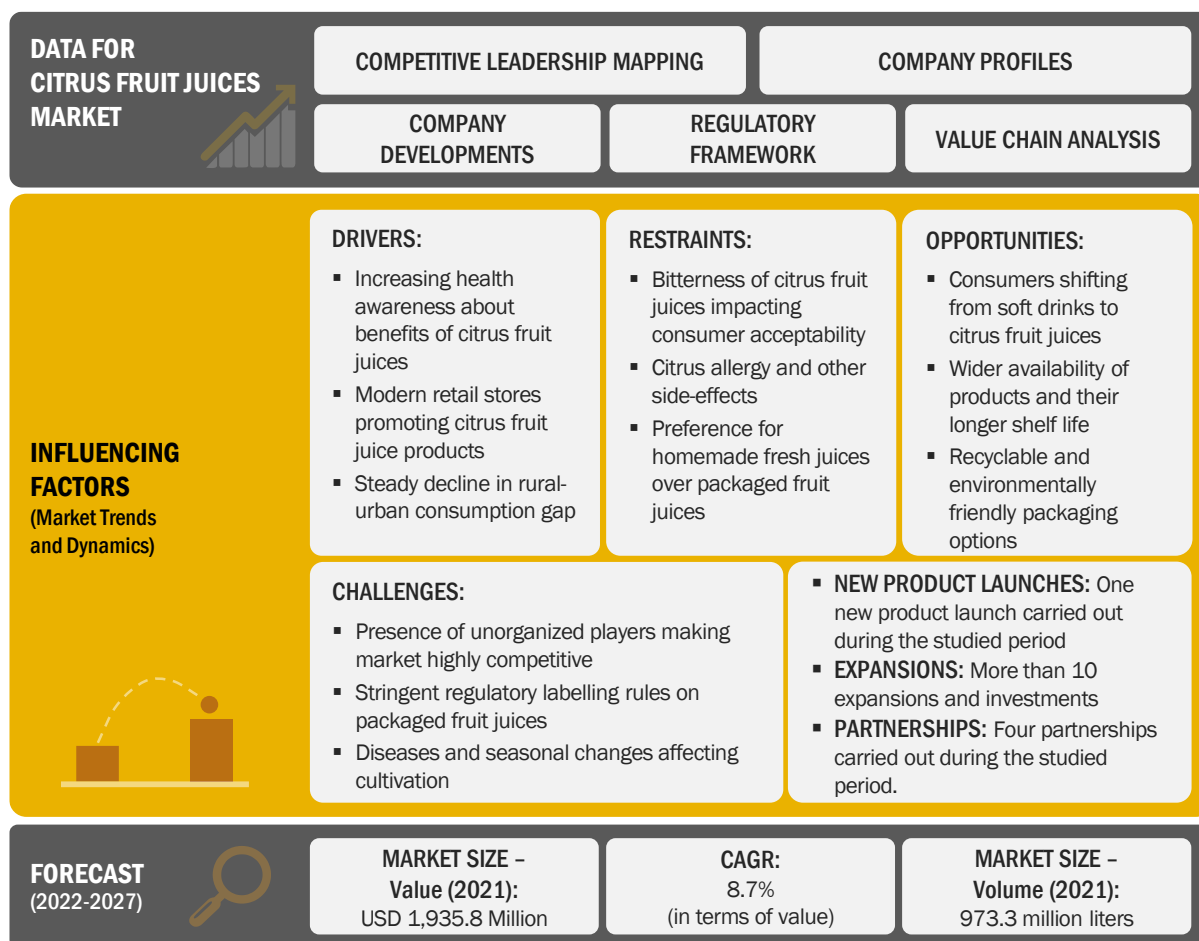 DATA FOR
CITRUS FRUIT JUICES
MARKET
COMPETITIVE LEADERSHIP MAPPING
COMPANY PROFILES
COMPANY
DEVELOPMENTS
REGULATORY
FRAMEWORK
VALUE CHAIN ANALYSIS
INFLUENCING
FACTORS
(Market Trends
and Dynamics)
DRIVERS:
▪ Increasing health
awareness about
benefits of citrus fruit
juices
▪ Modern retail stores
promoting citrus fruit
juice products
▪ Steady decline in rural-
urban consumption gap
RESTRAINTS:
▪ Bitterness of citrus fruit
juices impacting
consumer acceptability
▪ Citrus allergy and other
side-effects
▪ Preference for
homemade fresh juices
over packaged fruit
juices
OPPORTUNITIES:
▪ Consumers shifting
from soft drinks to
citrus fruit juices
▪ Wider availability of
products and their
longer shelf life
▪ Recyclable and
environmentally
friendly packaging
options
CHALLENGES:
▪ Presence of unorganized players making
market highly competitive
▪ Stringent regulatory labelling rules on
packaged fruit juices
▪ Diseases and seasonal changes affecting
cultivation
▪ NEW PRODUCT LAUNCHES: One
new product launch carried out
during the studied period
▪ EXPANSIONS: More than 10
expansions and investments
▪ PARTNERSHIPS: Four partnerships
carried out during the studied
period.
FORECAST
(2022-2027)
MARKET SIZE –
Value (2021):
USD 1,935.8 Million
CAGR:
8.7%
(in terms of value)
MARKET SIZE –
Volume (2021):
973.3 million liters